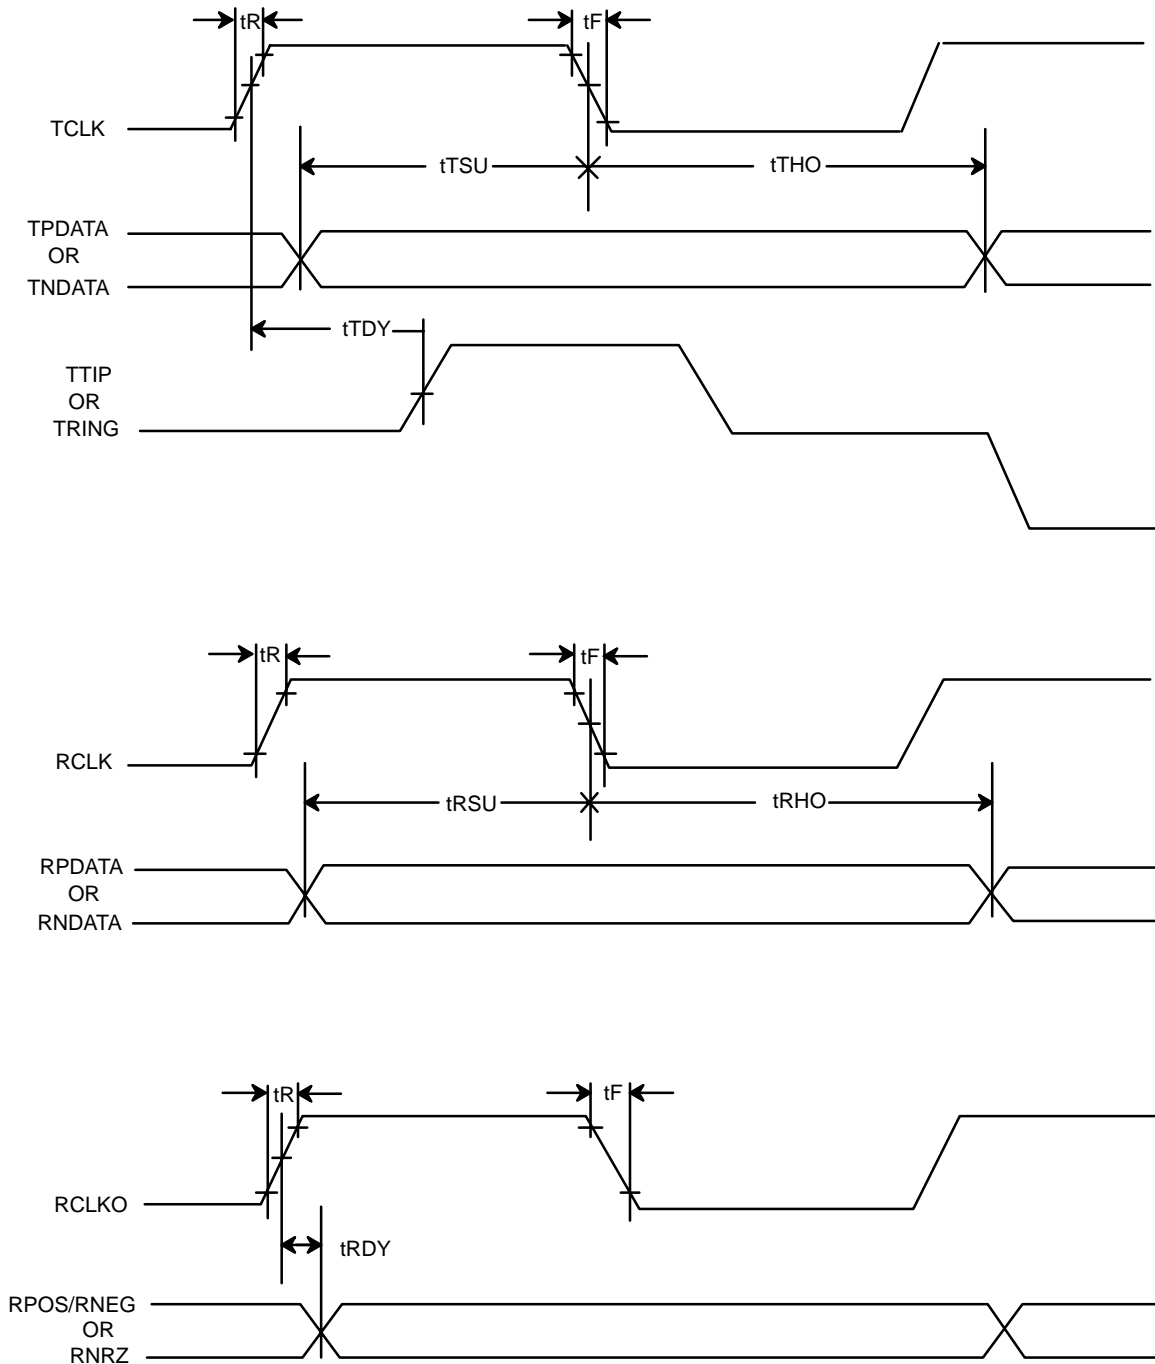 tR
tF
TCLK
tTSU
tTHO
TPDATA
OR
TNDATA
tTDY
TTIP
OR
TRING
tR
tF
RCLK
tRSU
tRHO
RPDATA
OR
RNDATA
tR
tF
RCLKO
tRDY
RPOS/RNEG
OR
RNRZ